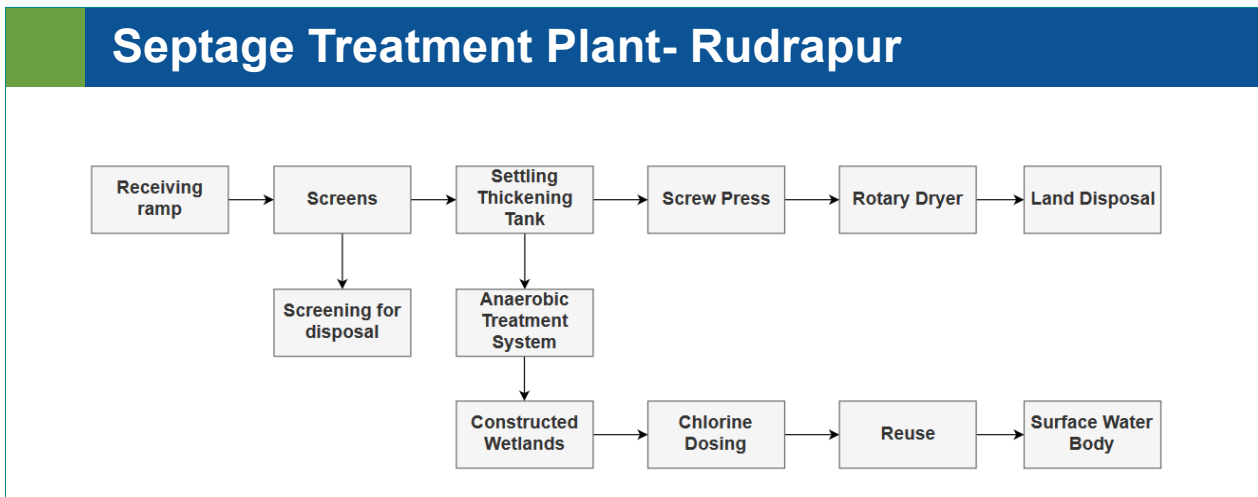 Septage Treatment Plant- Rudrapur
Receiving
ramp
Screens
Settling
Thickening
Tank
Screw Press
Rotary Dryer
Land Disposal
Screening for
disposal
Anaerobic
Treatment
System
Constructed
Wetlands
Chlorine
Dosing
Reuse
Surface Water
Body